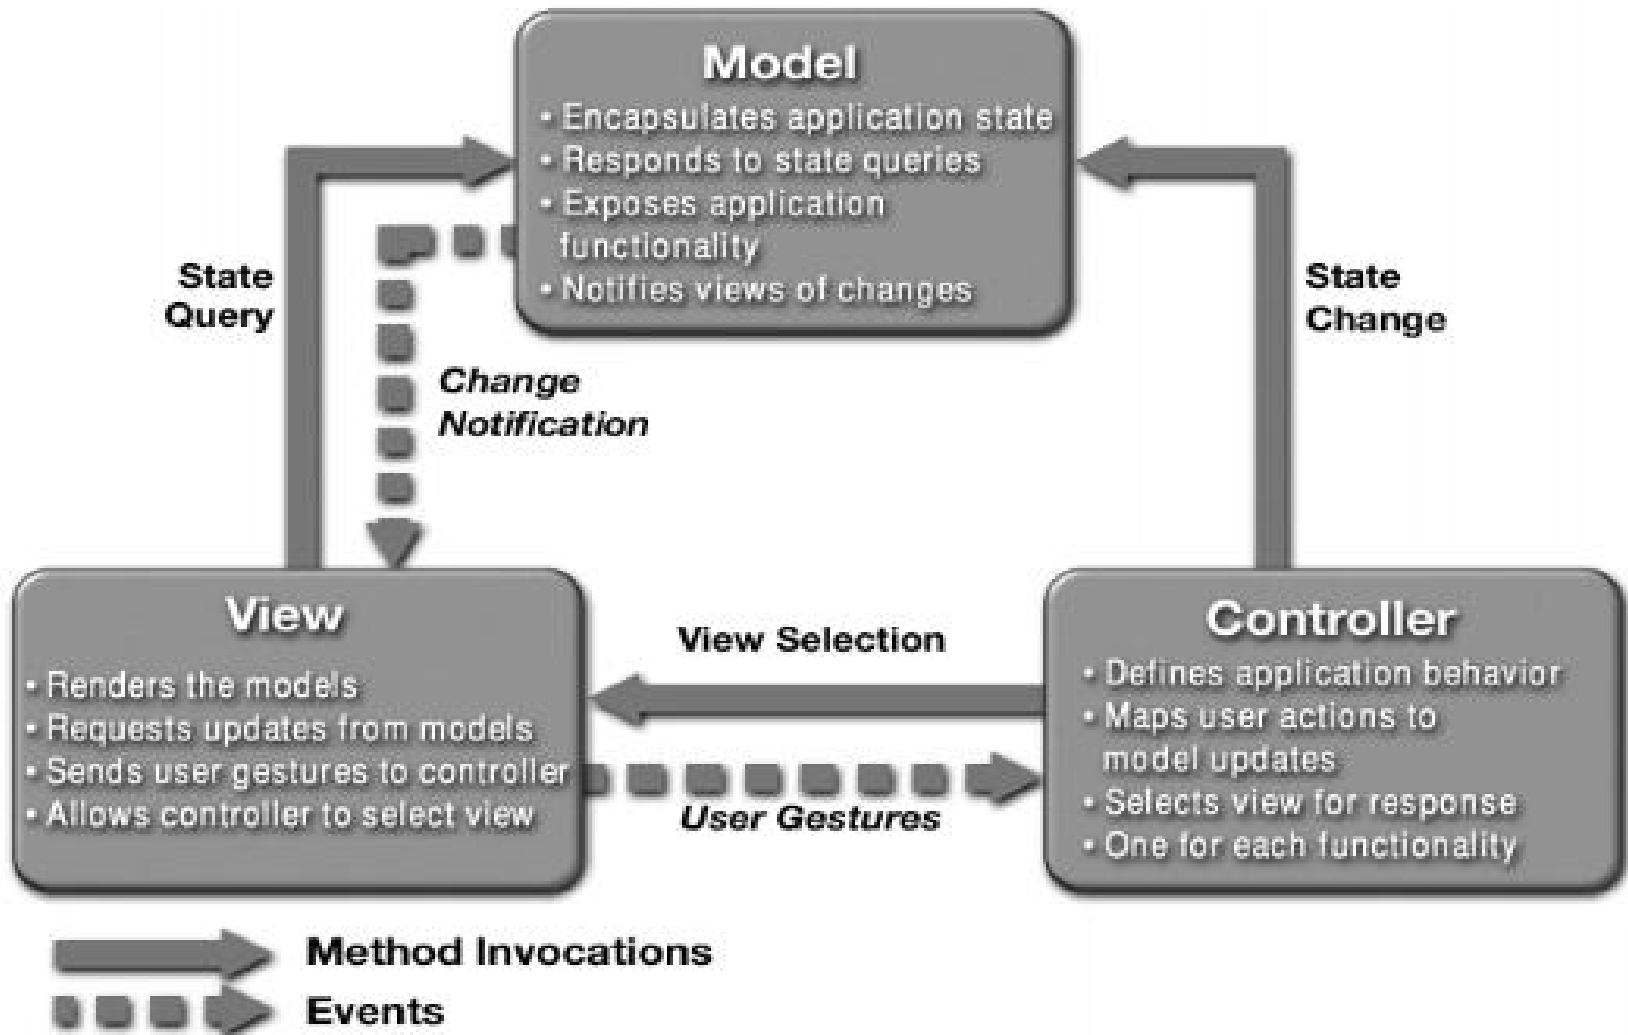 Model
• Encapsulates application state
• Responds to state queries
• Exposes application
functionality
• Notifies views of changes
State
Query
Change
Notification
State
Change
View
• Renders the models
• Requests updates from models
• Sends user gestures to controller
• Allows controller to select view
View Selection
User Gestures
Controller
• Defines application behavior
• Maps user actions to
model updates
• Selects view for response
• One for each functionality
Method Invocations
Events